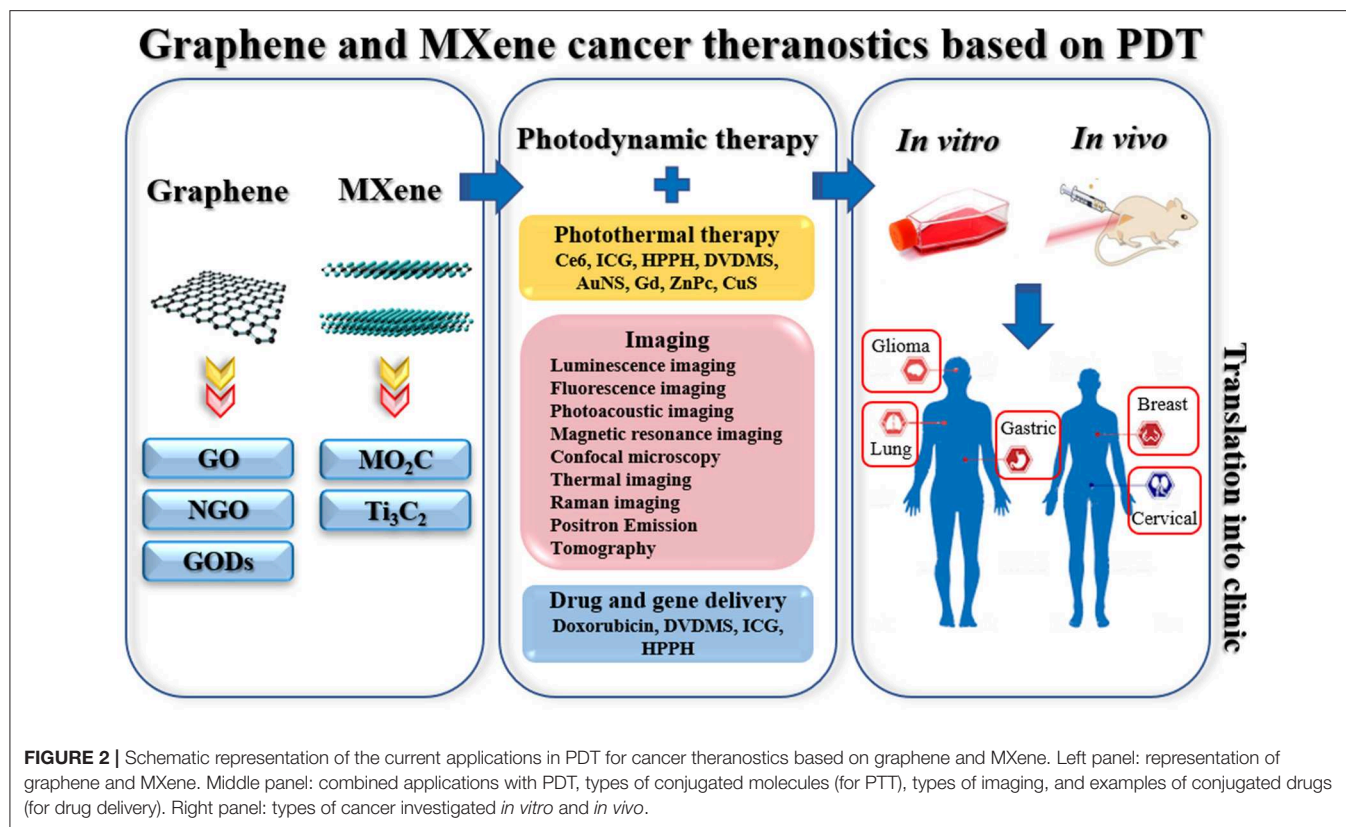 Graphene and MXene cancer theranostics based on PDT
Graphene
MXene
GO
NGO
GODs
MO₂C
Ti₃C₂
Photodynamic therapy
Photothermal therapy
Ce6, ICG, HPPH, DVDMS,
AuNS, Gd, ZnPc, CuS
Imaging
Luminescence imaging
Fluorescence imaging
Photoacoustic imaging
Magnetic resonance imaging
Confocal microscopy
Thermal imaging
Raman imaging
Positron Emission
Tomography
Drug and gene delivery
Doxorubicin, DVDMS, ICG,
HPPH
In vitro
In vivo
Glioma
Lung
Gastric
Breast
Cervical
Translation into clinic
FIGURE 2 | Schematic representation of the current applications in PDT for cancer theranostics based on graphene and MXene. Left panel: representation of
graphene and MXene. Middle panel: combined applications with PDT, types of conjugated molecules (for PTT), types of imaging, and examples of conjugated drugs
(for drug delivery). Right panel: types of cancer investigated in vitro and in vivo.